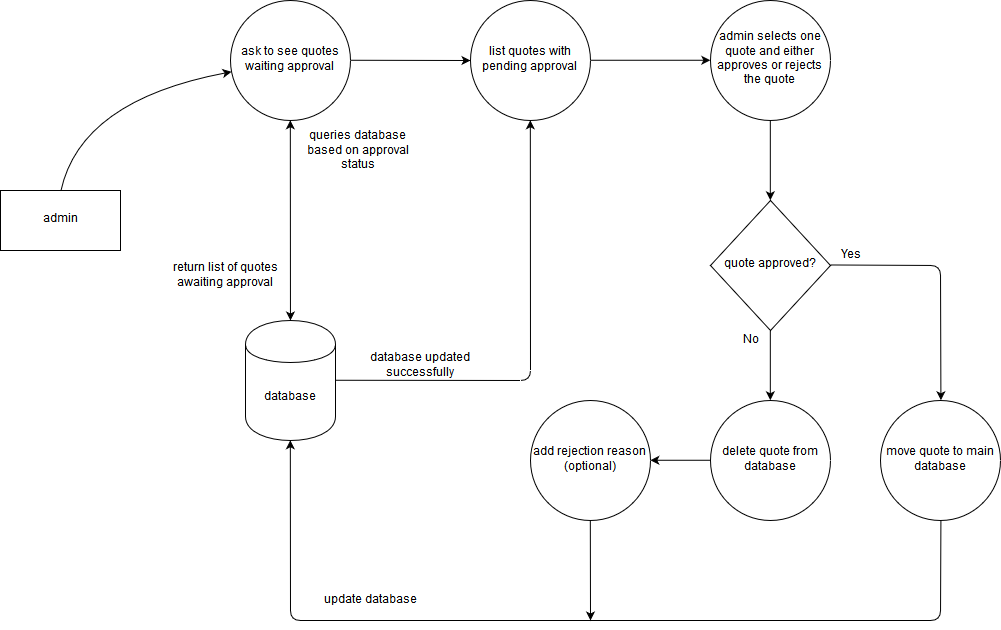 ask to see quotes
waiting approval
list quotes with
pending approval
admin selects one
quote and either
approves or rejects
the quote
queries database
based on approval
status
admin
return list of quotes
awaiting approval
quote approved?
Yes
No
database updated
successfully
database
add rejection reason
(optional)
delete quote from
database
move quote to main
database
update database